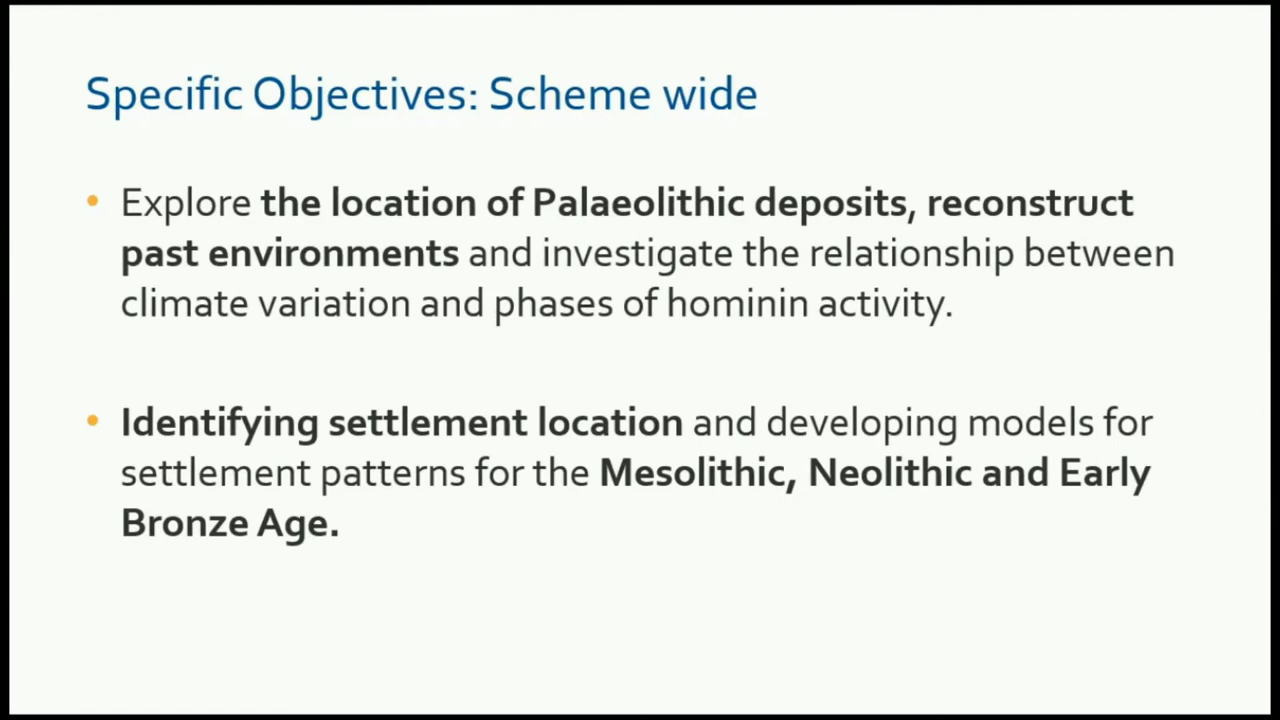 Specific Objectives: Scheme wide
• Explore the location of Palaeolithic deposits, reconstruct
past environments and investigate the relationship between
climate variation and phases of hominin activity.
• Identifying settlement location and developing models for
settlement patterns for the Mesolithic, Neolithic and Early
Bronze Age.